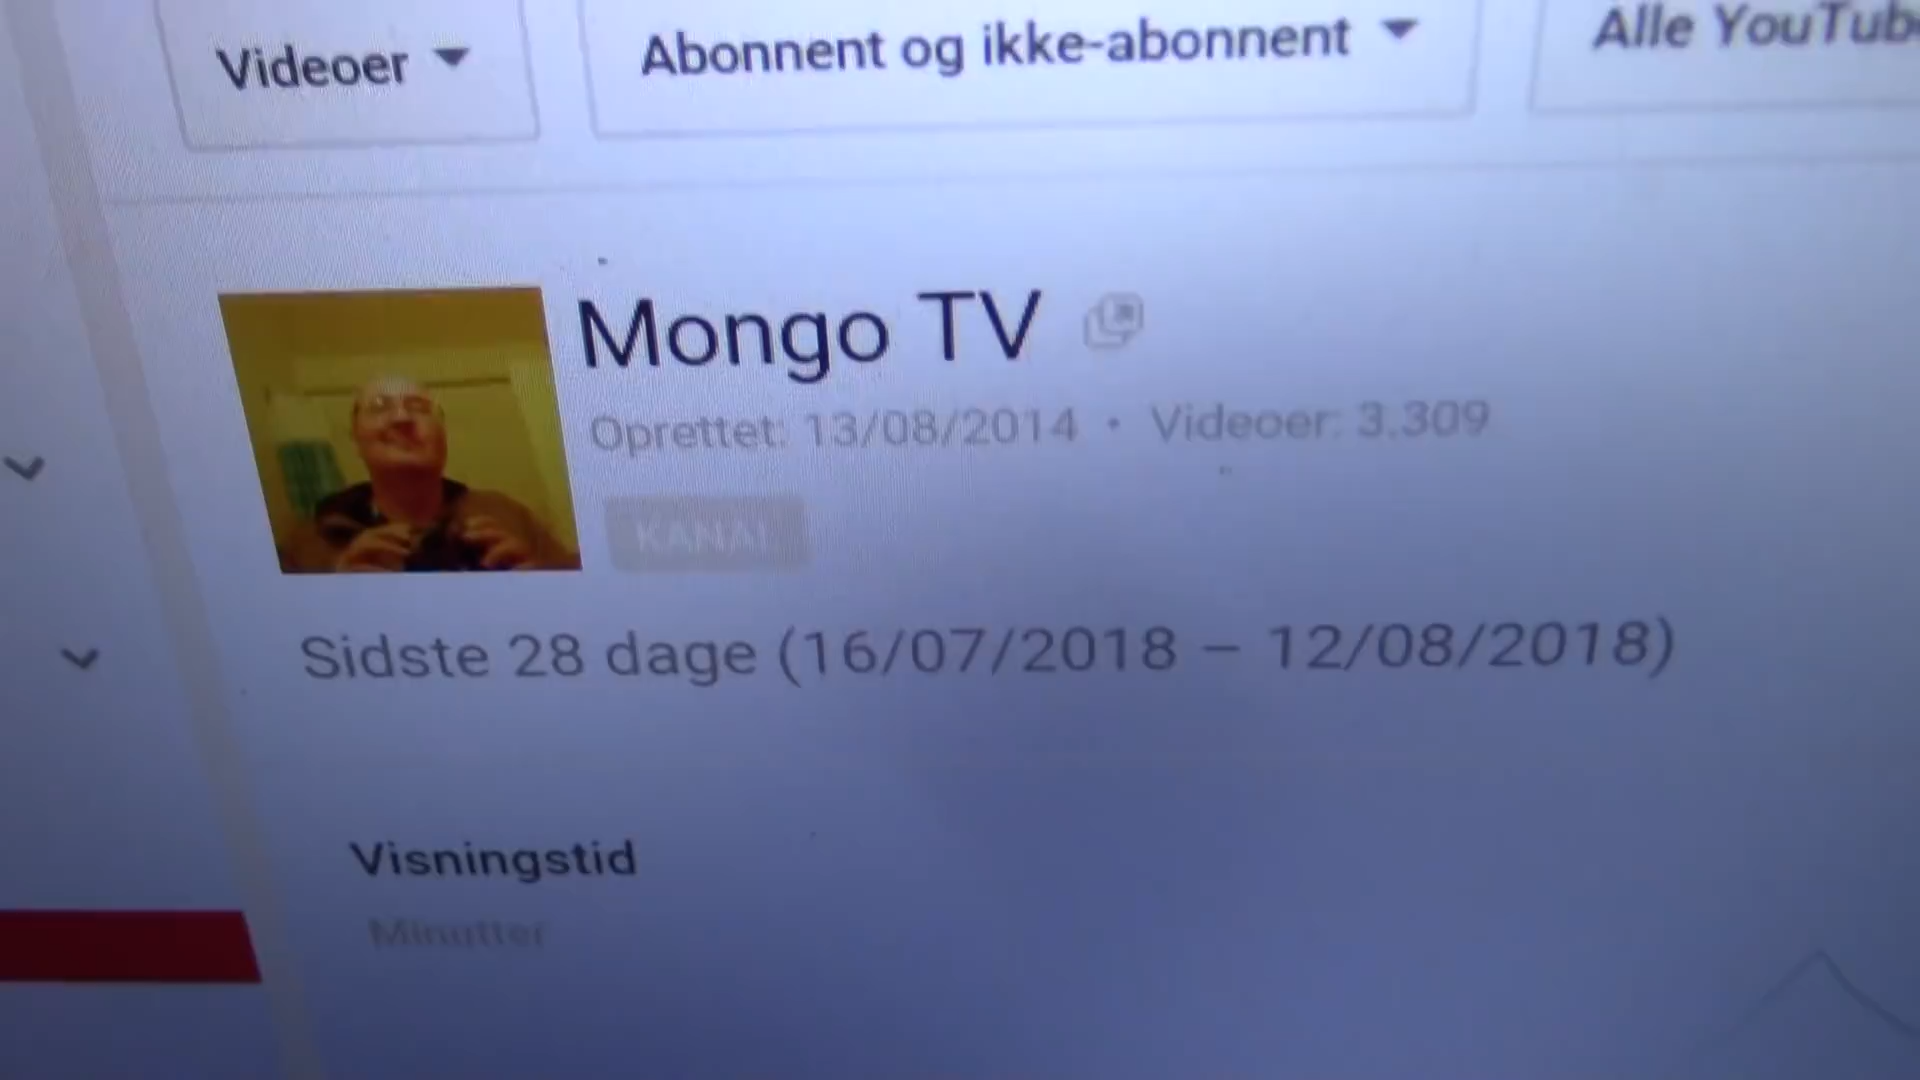 Videoer
Abonnent og ikke-abonnent
Alle YouTube
Mongo TV
Oprettet: 13/08/2014 • Videoer: 3.309
KANAL
Sidste 28 dage (16/07/2018 – 12/08/2018)
Visningstid
Minutter